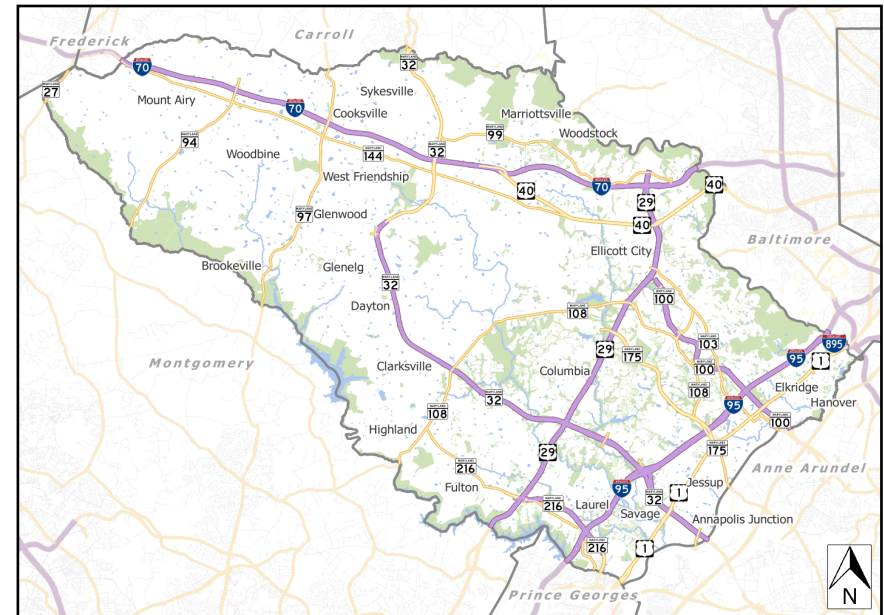 Frederick
Carroll
MARYLAND
32
70
27
Mount Airy
Sykesville
70
Cooksville
Marriottsville
99
Woodstock
94
Woodbine
144
32
West Friendship
40
70
40
29
97
Glenwood
40
Ellicott City
Baltimore
Brookeville
Glenelg
32
Dayton
100
108
103
895
29
175
95
1
Montgomery
Clarksville
Columbia
100
Elkridge
32
108
95
Hanover
108
100
Highland
29
175
216
Anne Arundel
Fulton
95
Jessup
1
32
Laurel
216
Savage
Annapolis Junction
216
1
Prince Georges
N